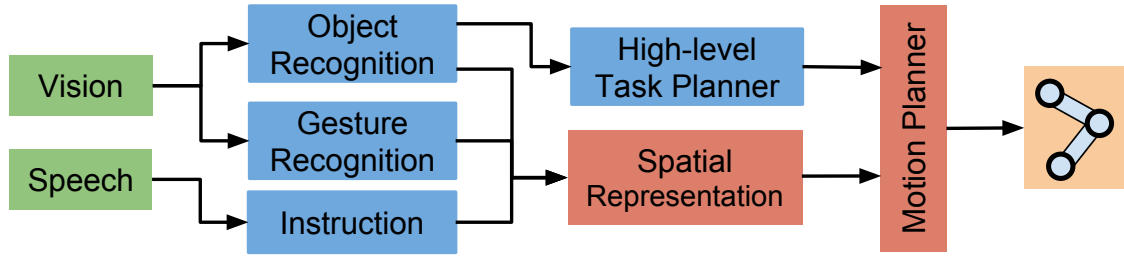 Vision
Speech
Object
Recognition
Gesture
Recognition
Instruction
High-level
Task Planner
Spatial
Representation
Motion Planner